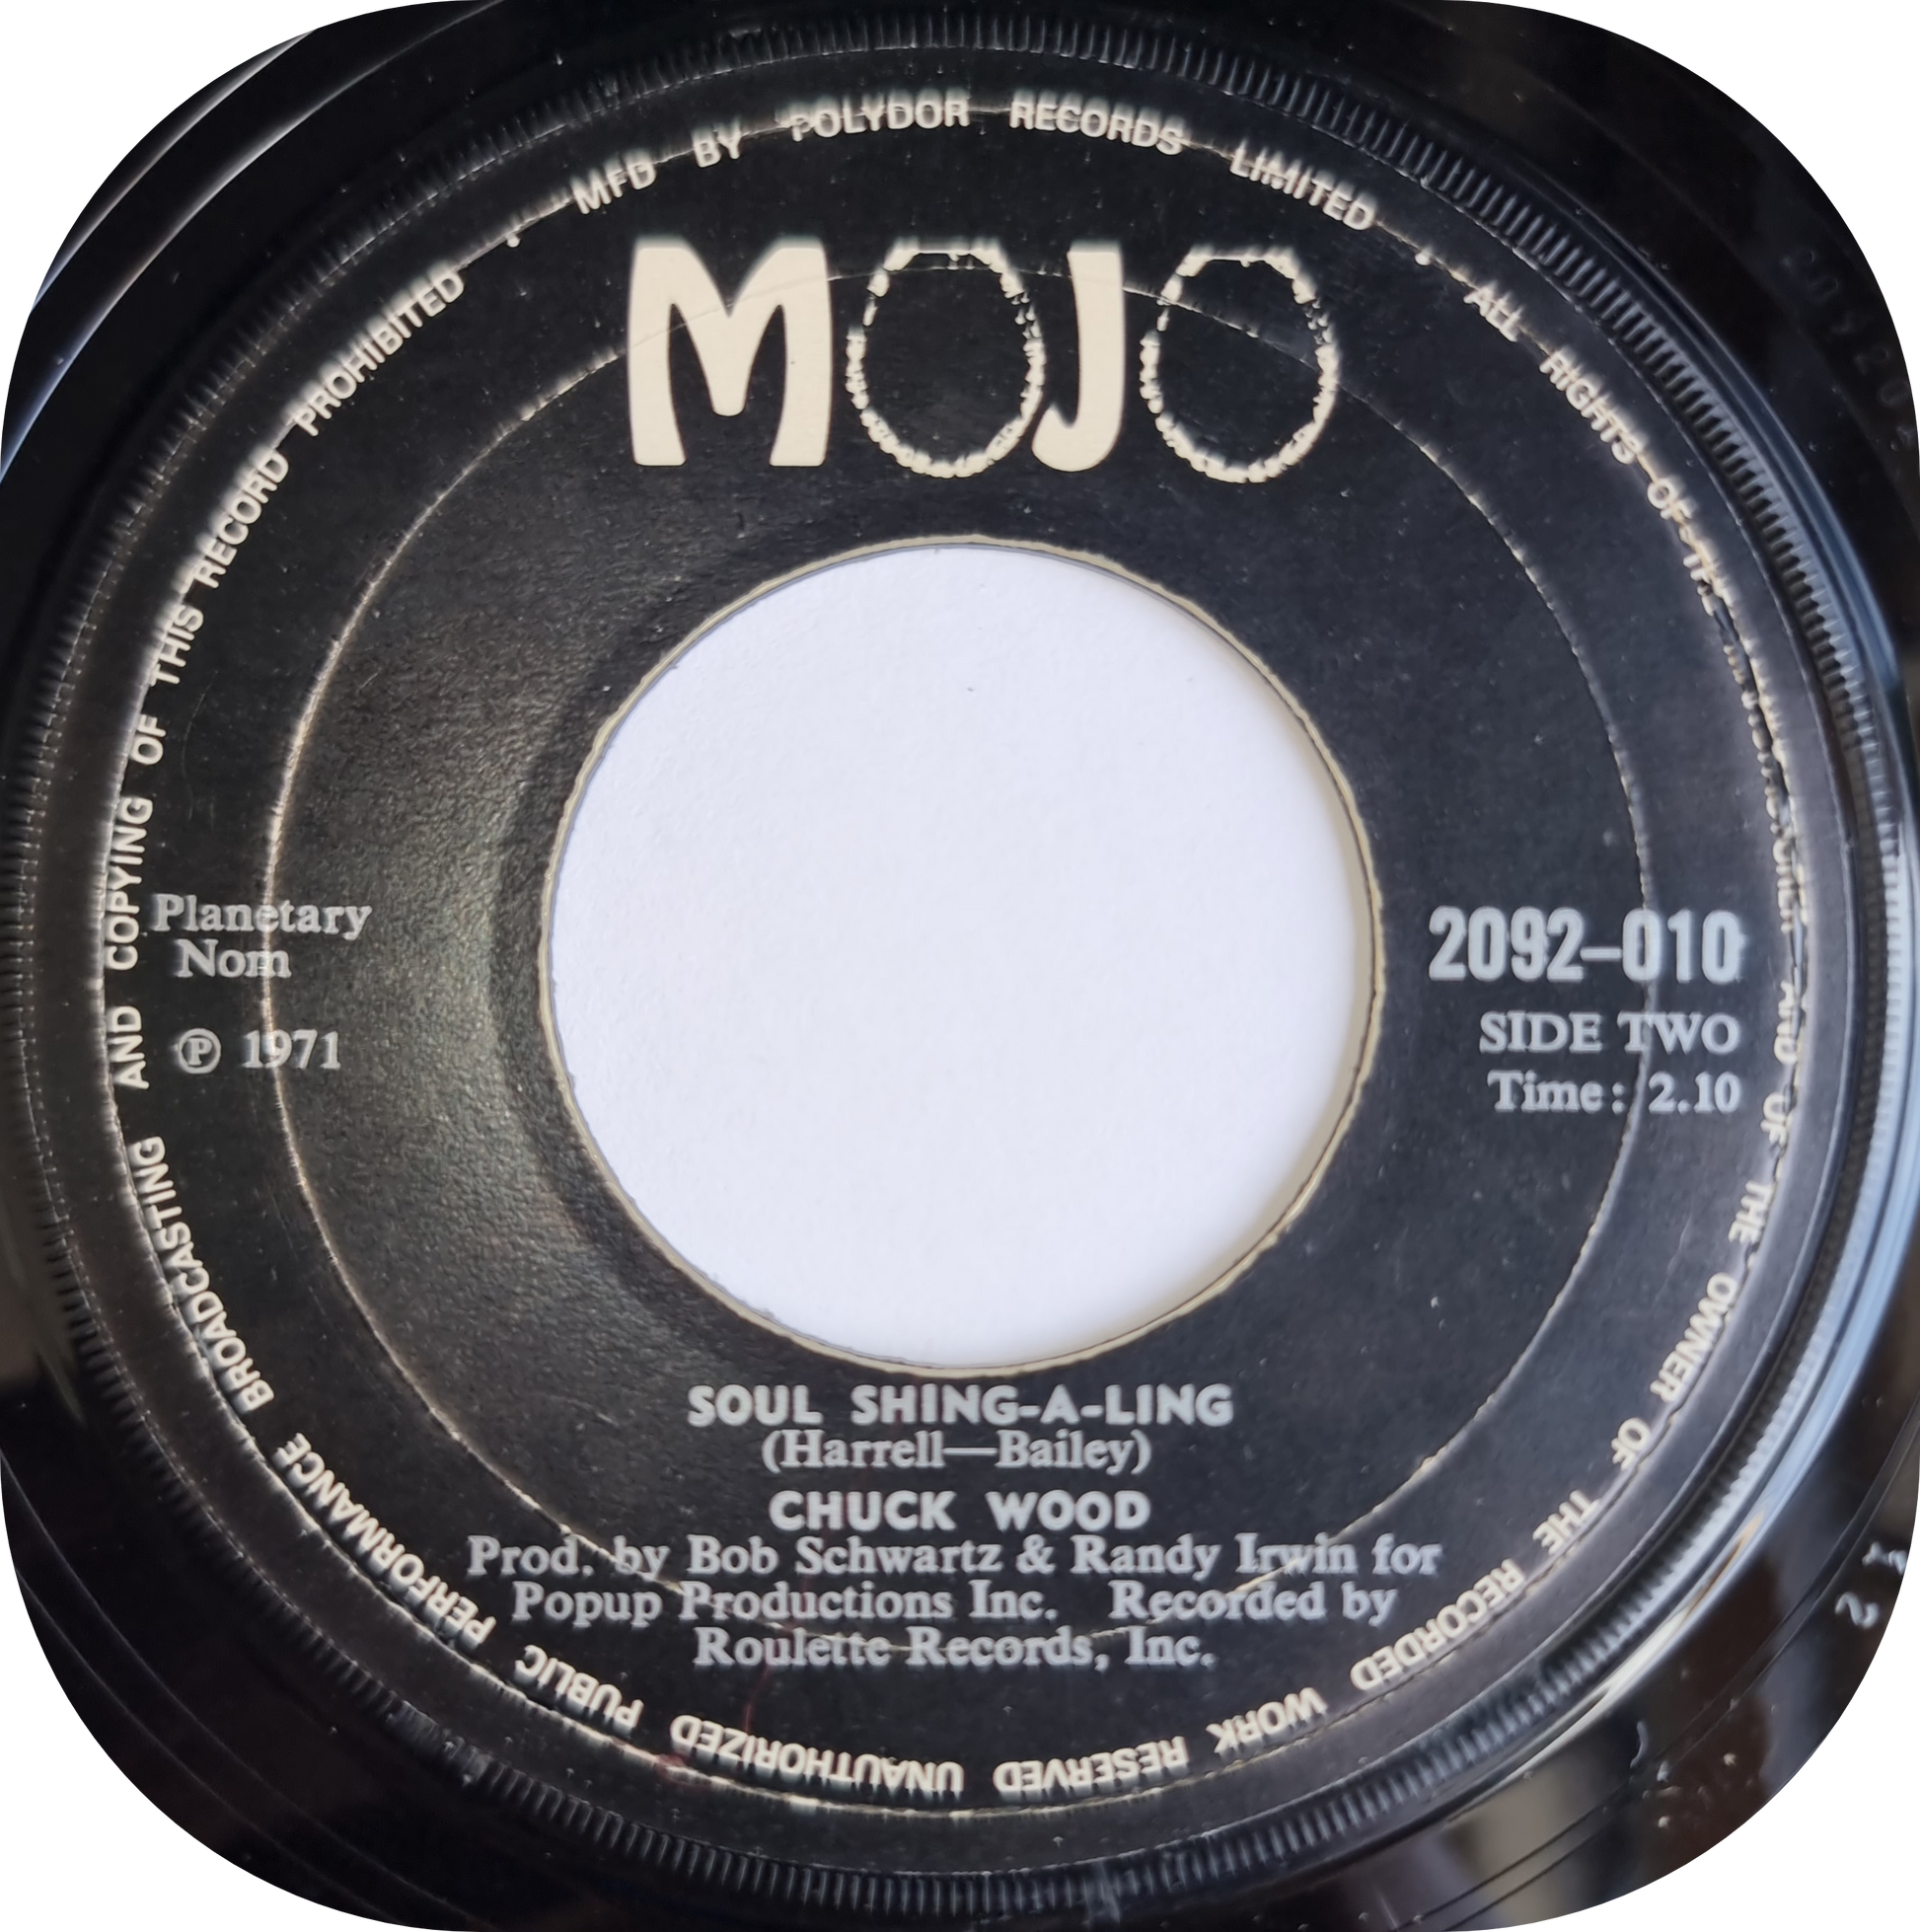 MFD BY POLYDOR RECORDS LIMITED · ALL RIGHTS OF THE AND OF THE OWNER OF THE RECORDED WORK RESERVED UNAUTHORIZED PUBLIC PERFORMANCE BROADCASTING AND COPYING OF THIS RECORD PROHIBITED ·
MOJO
Planetary
Nom
℗ 1971
2092–010
SIDE TWO
Time: 2.10
SOUL SHING-A-LING
(Harrell—Bailey)
CHUCK WOOD
Prod. by Bob Schwartz & Randy Irwin for
Popup Productions Inc. Recorded by
Roulette Records, Inc.